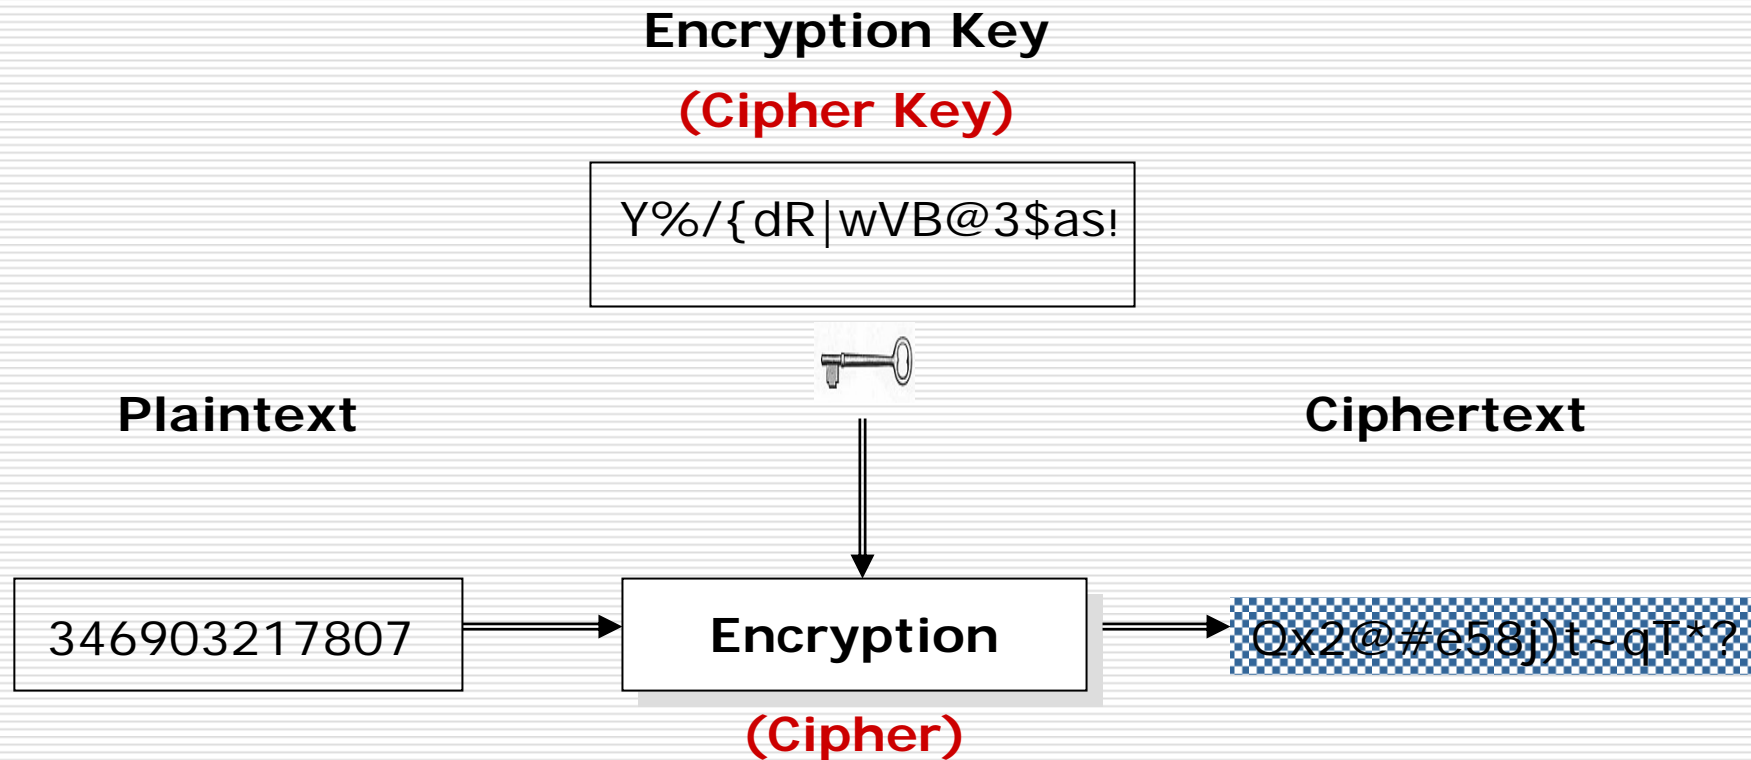 Encryption Key
(Cipher Key)
Y%/{dR|wVB@3$as!
Plaintext
Ciphertext
346903217807
Encryption
Qx2@#e58j)t~qT*?
(Cipher)